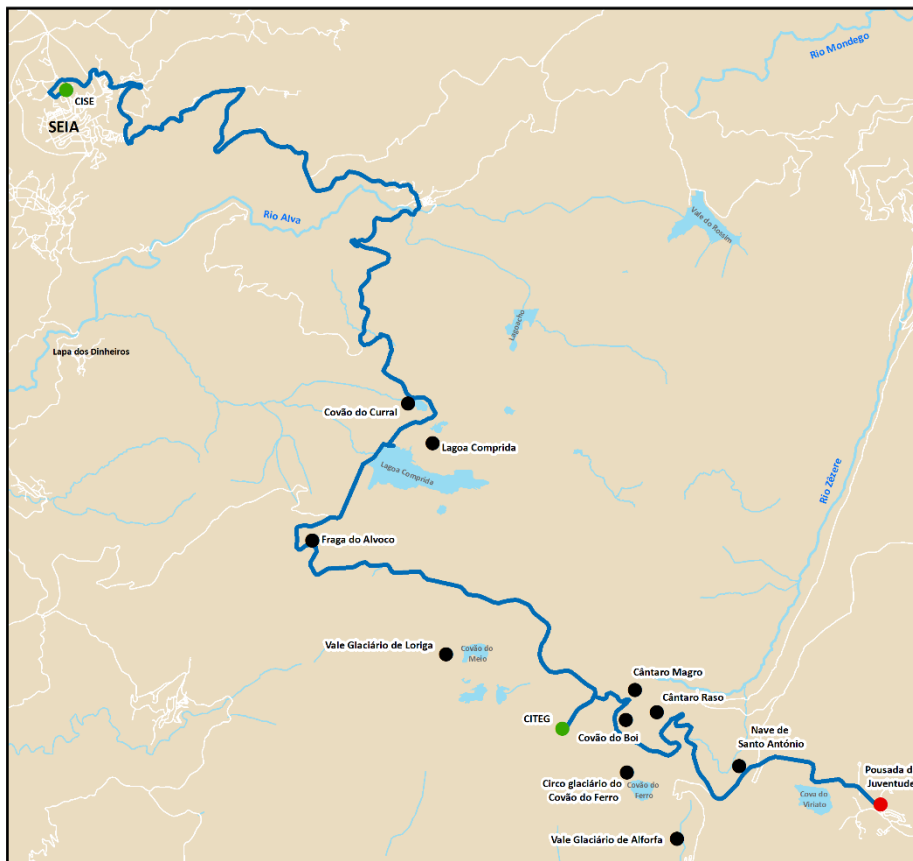 Rio Mondego
CISE
SEIA
Rio Alva
Vale do Rossim
Lagoacho
Lapa dos Dinheiros
Rio Zêzere
Covão do Curral
Lagoa Comprida
Lagoa Comprida
Fraga do Alvoco
Vale Glaciário de Loriga
Covão do
Meio
Cântaro Magro
Cântaro Raso
CITEG
Covão do Boi
Nave de
Santo António
Circo glaciário do
Covão do Ferro
Covão do
Ferro
Cova do
Viriato
Pousada d
Juventude
Vale Glaciário de Alforfa